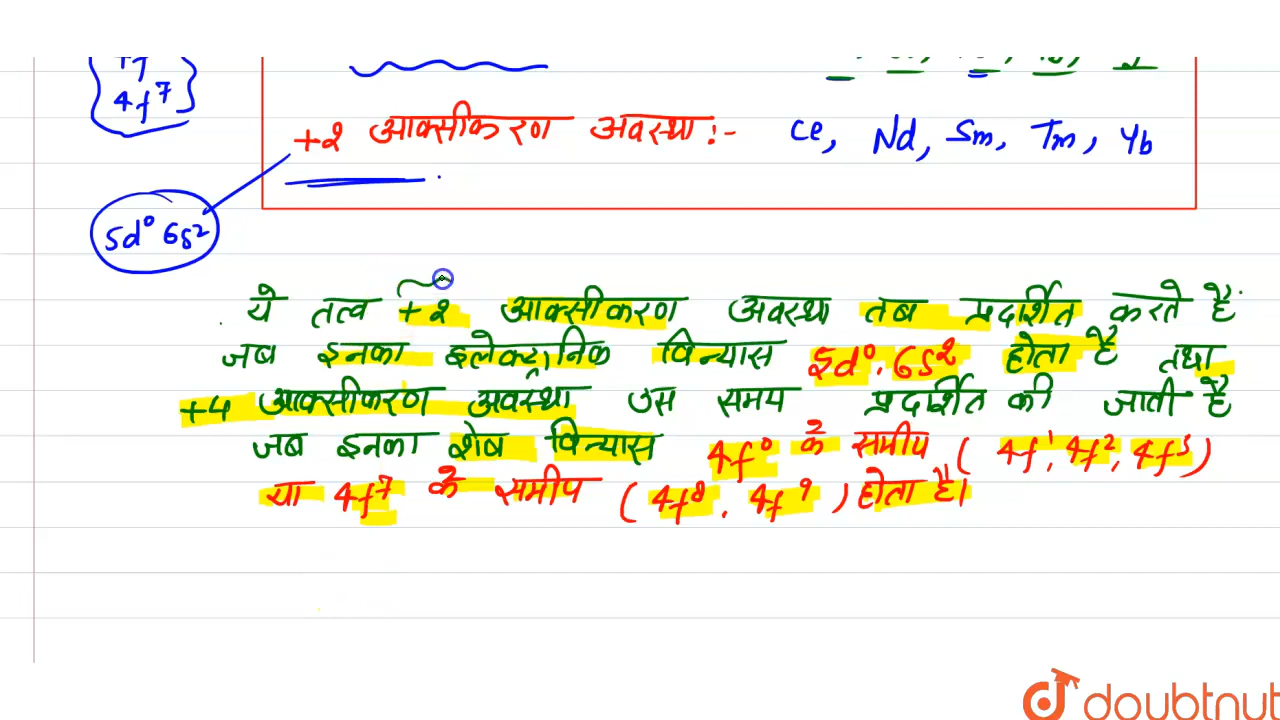 4f⁷
+2 आक्सीकरण अवस्था :- Ce, Nd, Sm, Tm, Yb
5d⁰ 6s²
ये तत्व +2 आक्सीकरण अवस्था तब प्रदर्शित करते हैं
जब इनका इलेक्ट्रानिक विन्यास 5d⁰. 6s² होता है तथा
+4 आक्सीकरण अवस्था उस समय प्रदर्शित की जाती है
जब इनका शेष विन्यास 4f⁰ के समीप ( 4f¹, 4f², 4f³ )
या 4f⁷ के समीप ( 4f⁸, 4f⁹, ) होता है।
doubtnut